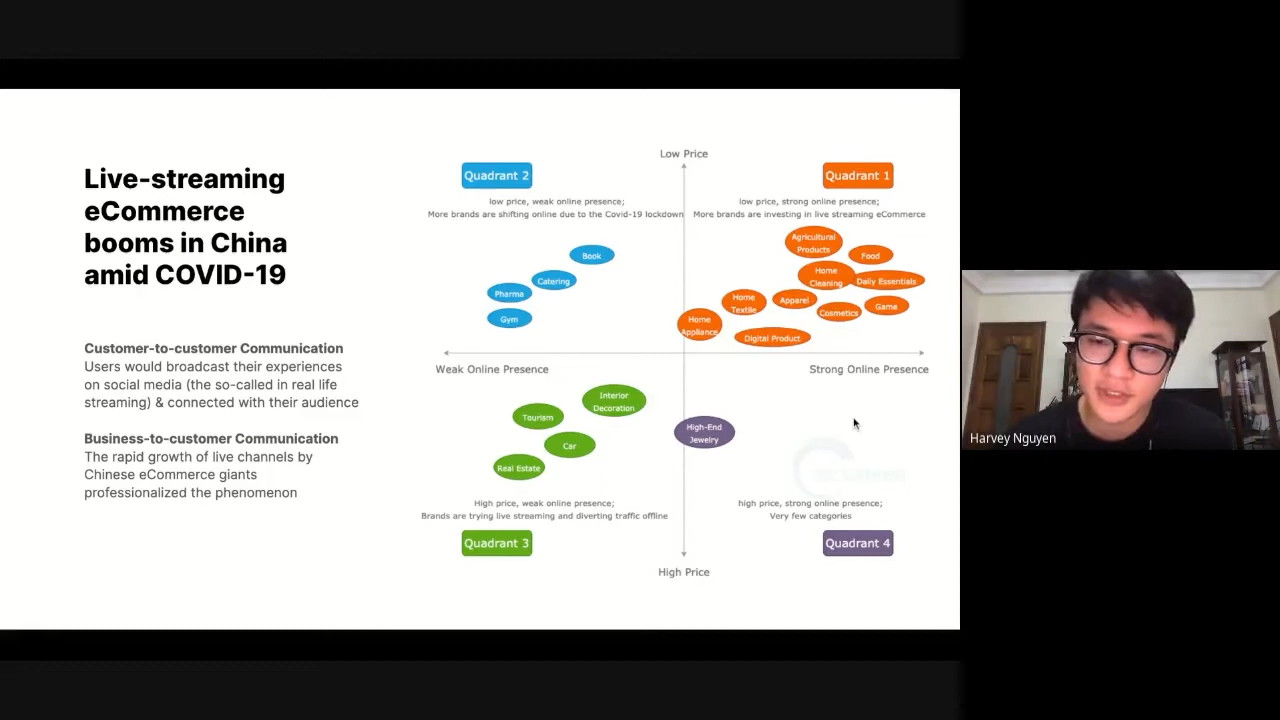 Live-streaming
eCommerce
booms in China
amid COVID-19
Customer-to-customer Communication
Users would broadcast their experiences
on social media (the so-called in real life
streaming) & connected with their audience
Business-to-customer Communication
The rapid growth of live channels by
Chinese eCommerce giants
professionalized the phenomenon
Low Price
Quadrant 2
low price, weak online presence;
More brands are shifting online due to the Covid-19 lockdown
Book
Catering
Pharma
Gym
Quadrant 1
low price, strong online presence;
More brands are investing in live streaming eCommerce
Agricultural
Products
Food
Home
Cleaning
Daily Essentials
Home
Textile
Apparel
Game
Cosmetics
Home
Appliance
Digital Product
Weak Online Presence
Strong Online Presence
Interior
Decoration
Tourism
Car
Real Estate
High price, weak online presence;
Brands are trying live streaming and diverting traffic offline
Quadrant 3
High-End
Jewelry
high price, strong online presence;
Very few categories
Quadrant 4
High Price
Harvey Nguyen